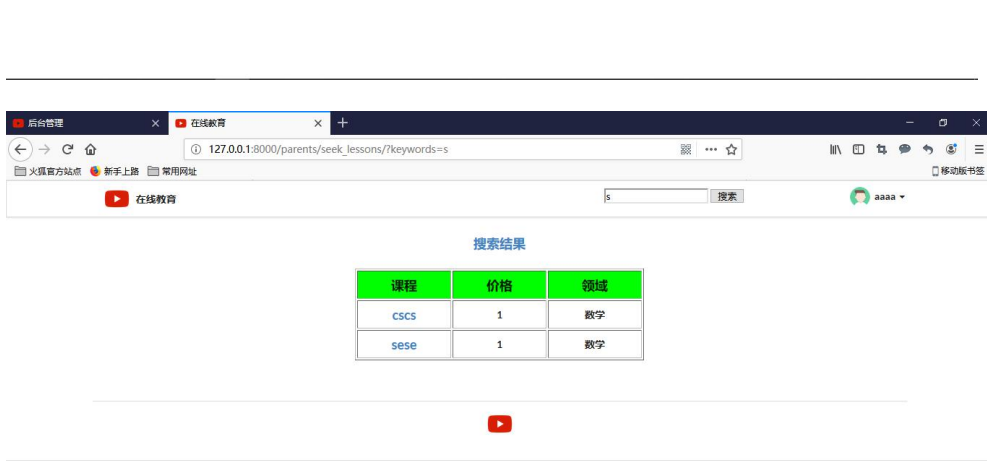 后台管理 在线教育
127.0.0.1:8000/parents/seek_lessons/?keywords=s
火狐官方站点 新手上路 常用网址 移动版书签
在线教育 s 搜索 aaaa
搜索结果
课程 价格 领域
cscs 1 数学
sese 1 数学